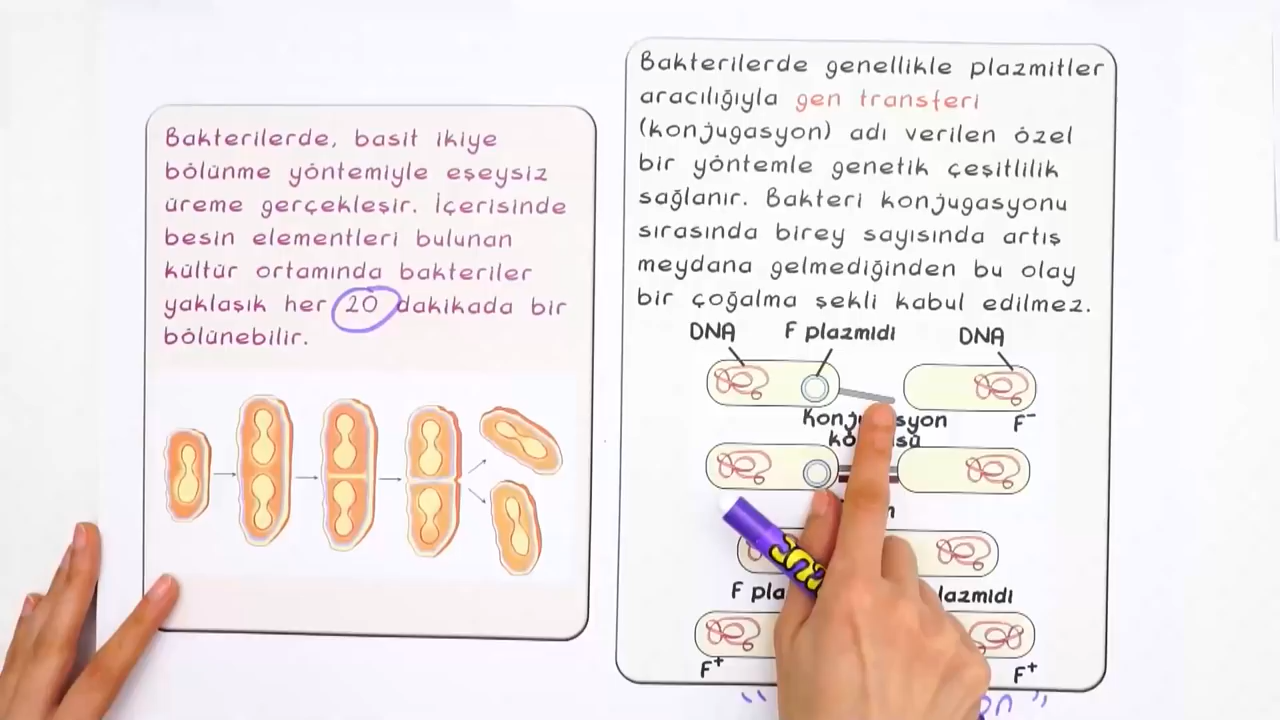 Bakterilerde, basit ikiye
bölünme yöntemiyle eşeysiz
üreme gerçekleşir. İçerisinde
besin elementleri bulunan
kültür ortamında bakteriler
yaklaşık her 20 dakikada bir
bölünebilir.
Bakterilerde genellikle plazmitler
aracılığıyla gen transferi
(konjugasyon) adı verilen özel
bir yöntemle genetik çeşitlilik
sağlanır. Bakteri konjugasyonu
sırasında birey sayısında artış
meydana gelmediğinden bu olay
bir çoğalma şekli kabul edilmez.
DNA F plazmidi DNA
F⁻
F⁺ F⁺